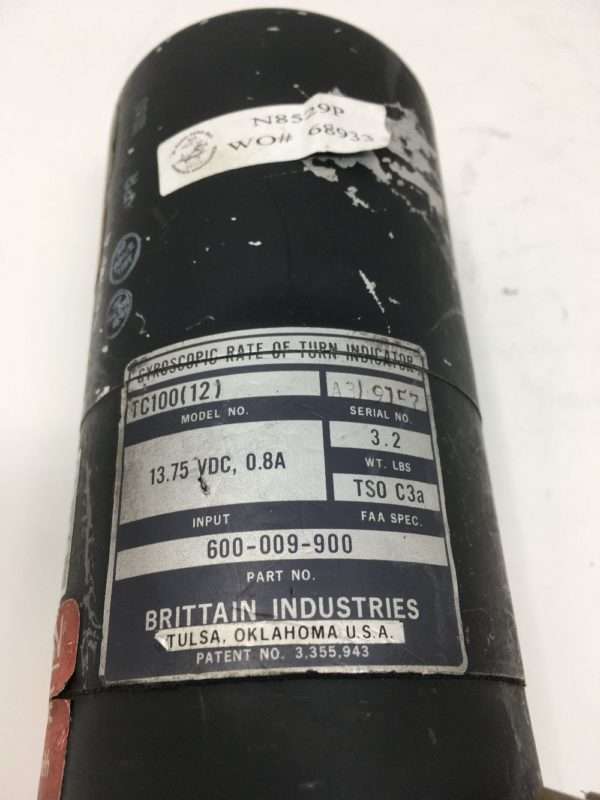 N8529P
WO# 68933
GYROSCOPIC RATE OF TURN INDICATOR
TC100(12)
MODEL NO.
SERIAL NO.
13.75 VDC, 0.8A
3.2
WT. LBS
TSO C3a
INPUT
FAA SPEC.
600-009-900
PART NO.
BRITTAIN INDUSTRIES
TULSA, OKLAHOMA U.S.A.
PATENT NO. 3,355,943